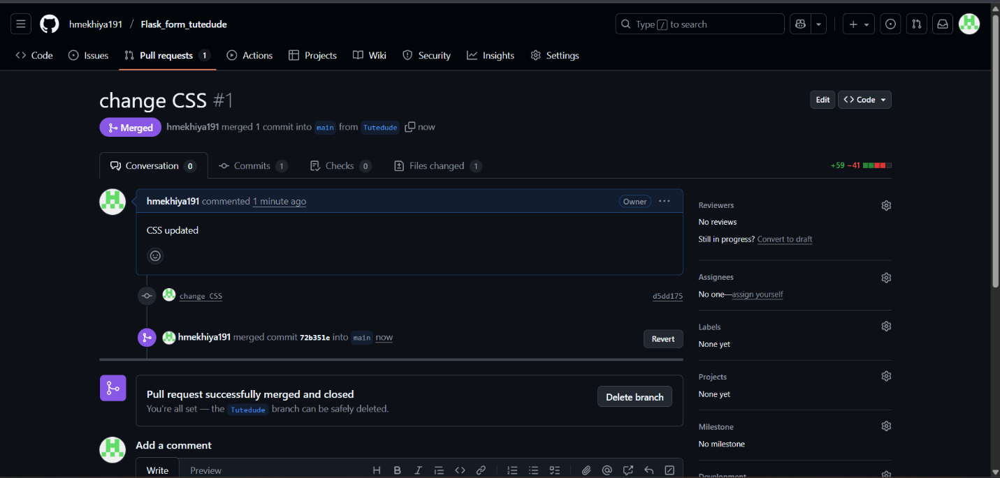 hmekhiya191 / Flask_form_tutedude
Type / to search
Code
Issues
Pull requests 1
Actions
Projects
Wiki
Security
Insights
Settings
change CSS #1
Edit
Code
Merged
hmekhiya191 merged 1 commit into main from Tutedude now
Conversation 0
Commits 1
Checks 0
Files changed 1
+59 −41
hmekhiya191 commented 1 minute ago
Owner
CSS updated
change CSS
d5dd175
hmekhiya191 merged commit 72b351e into main now
Revert
Pull request successfully merged and closed
You're all set — the Tutedude branch can be safely deleted.
Delete branch
Add a comment
Write
Preview
Reviewers
No reviews
Still in progress? Convert to draft
Assignees
No one—assign yourself
Labels
None yet
Projects
None yet
Milestone
No milestone
Development